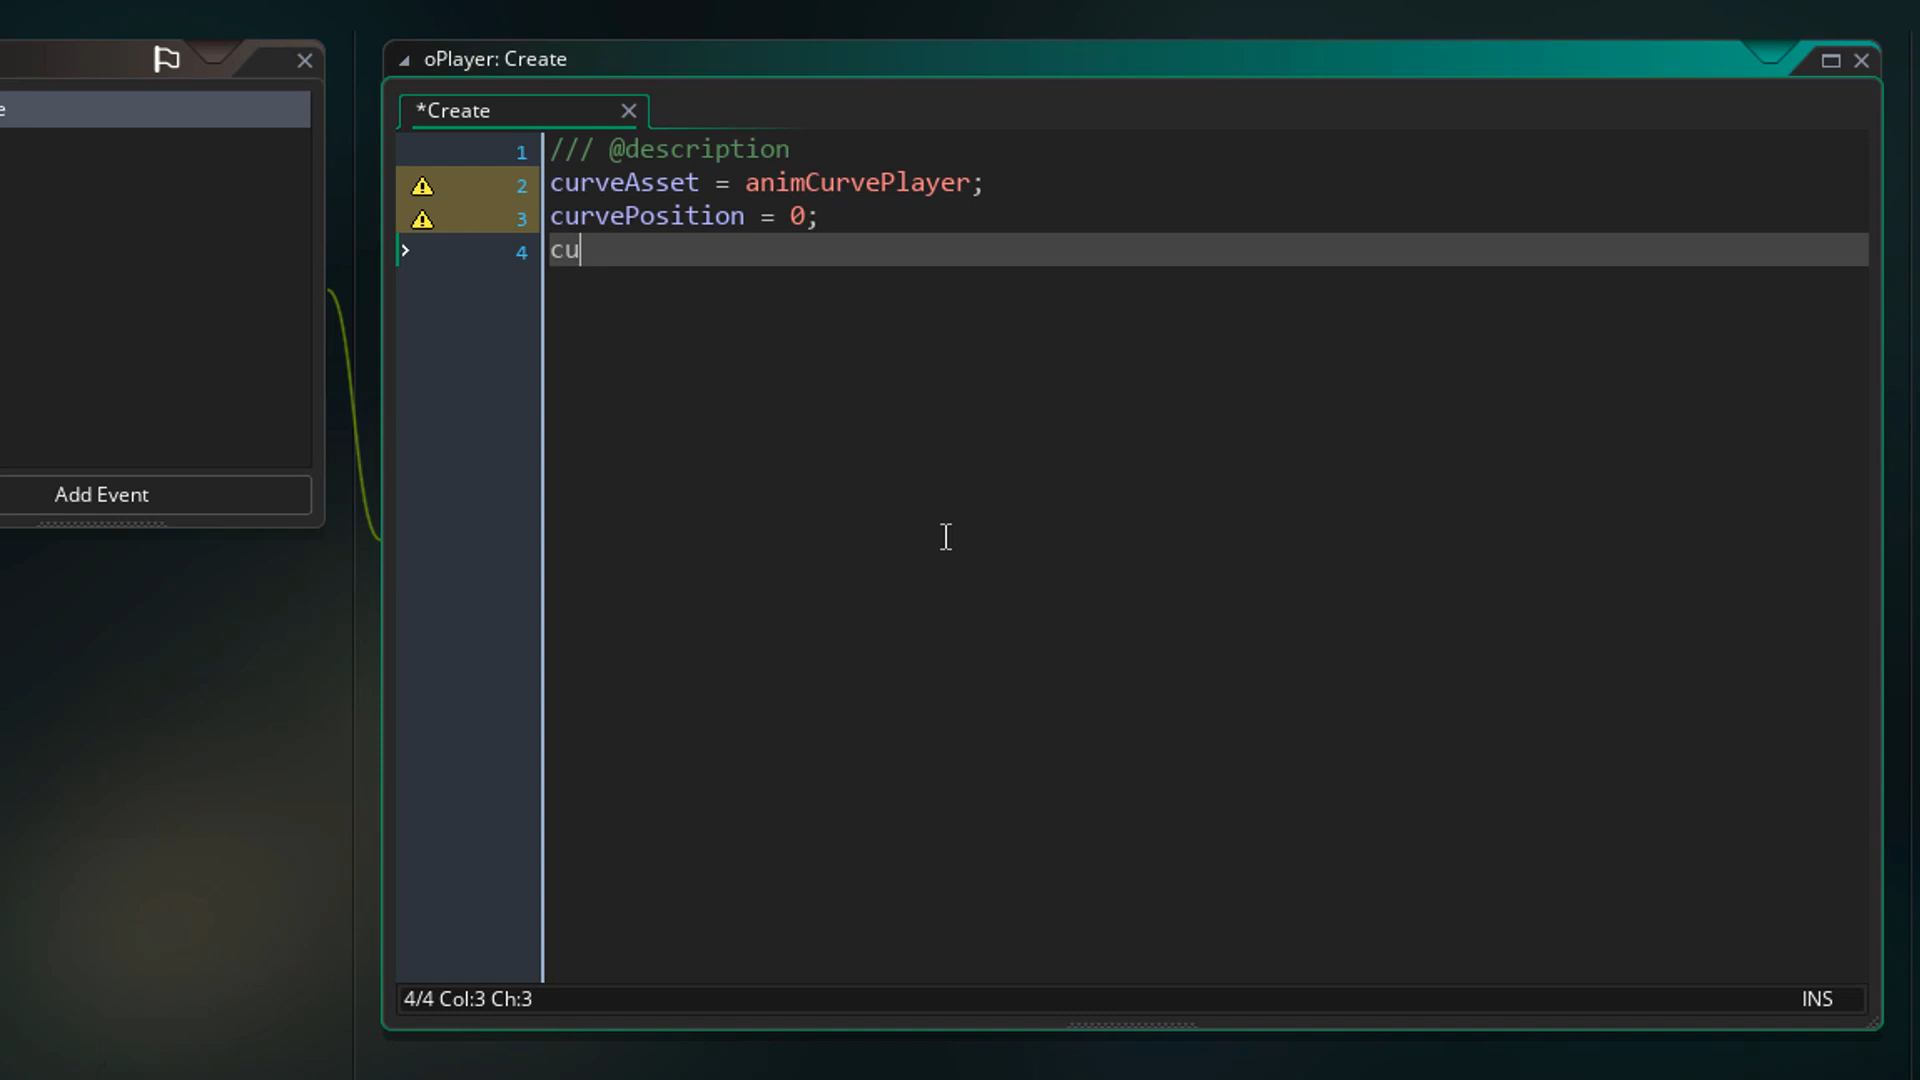 oPlayer: Create
*Create
1 /// @description
2 curveAsset = animCurvePlayer;
3 curvePosition = 0;
4 cu
e
Add Event
4/4 Col:3 Ch:3
INS